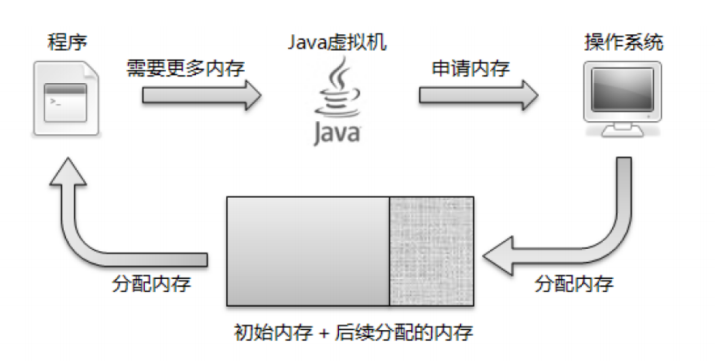 程序
Java虚拟机
操作系统
需要更多内存
申请内存
>_
Java
分配内存
分配内存
初始内存 + 后续分配的内存